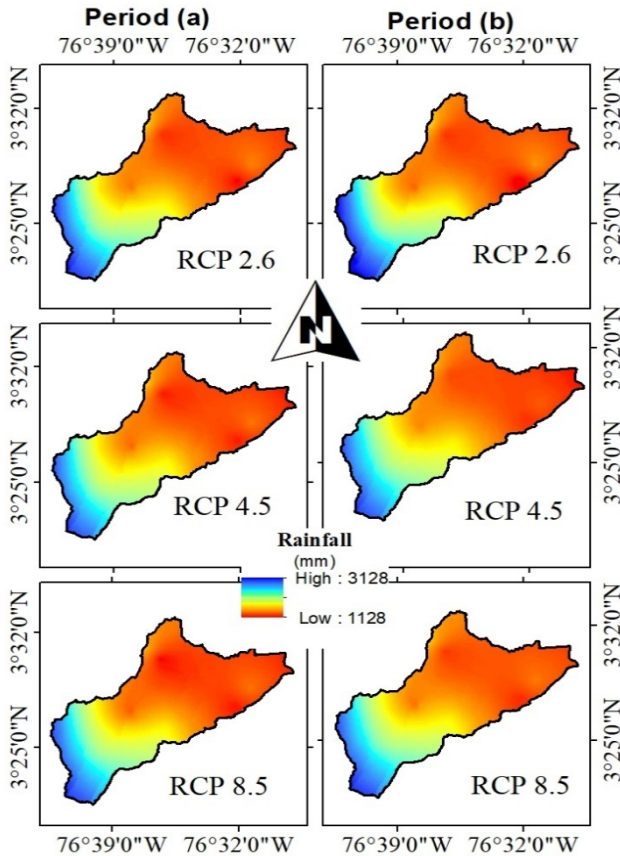 Period (a) Period (b)
76°39'0"W 76°32'0"W 76°39'0"W 76°32'0"W
3°32'0"N 3°32'0"N
3°25'0"N 3°25'0"N
RCP 2.6 RCP 2.6
N
3°32'0"N 3°32'0"N
3°25'0"N 3°25'0"N
RCP 4.5 RCP 4.5
Rainfall
(mm)
High : 3128
Low : 1128
3°32'0"N 3°32'0"N
3°25'0"N 3°25'0"N
RCP 8.5 RCP 8.5
76°39'0"W 76°32'0"W 76°39'0"W 76°32'0"W